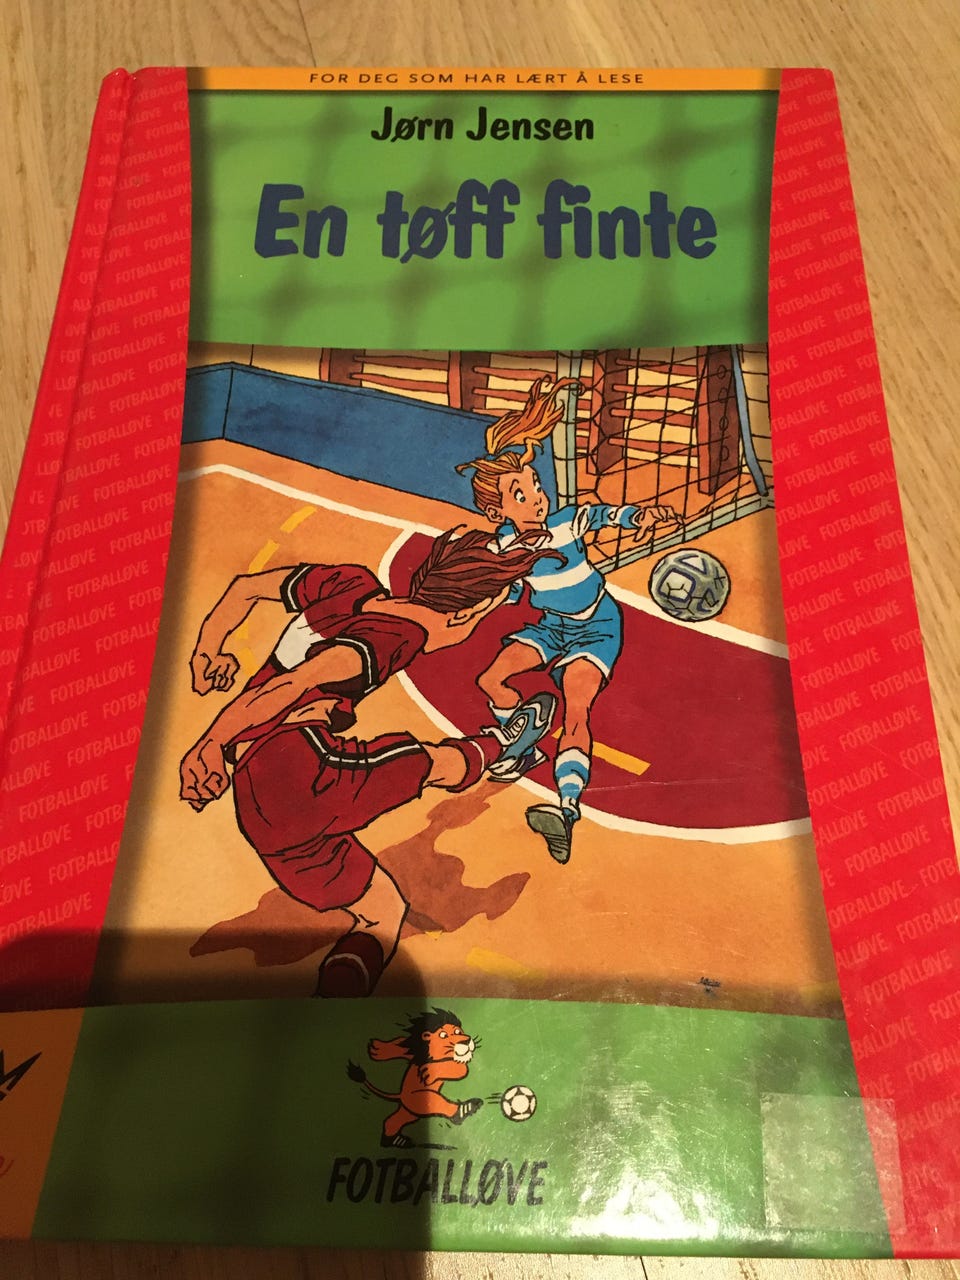 FOR DEG SOM HAR LÆRT Å LESE
Jørn Jensen
En tøff finte
FOTBALLØVE